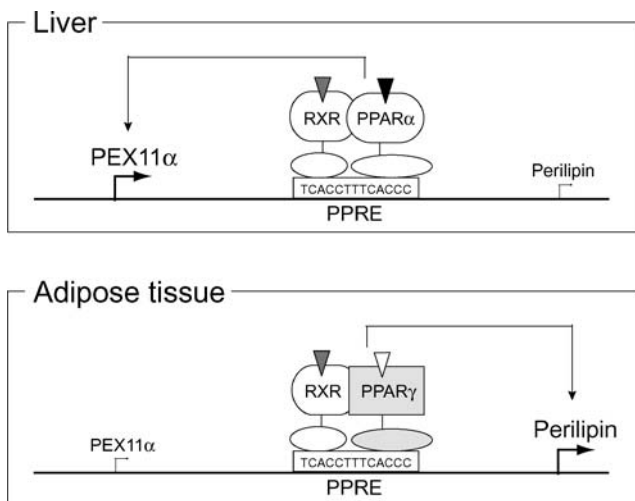 Liver
RXR PPARα
PEX11α
Perilipin
TCACCTTTCACCC
PPRE
Adipose tissue
RXR PPARγ
PEX11α
Perilipin
TCACCTTTCACCC
PPRE